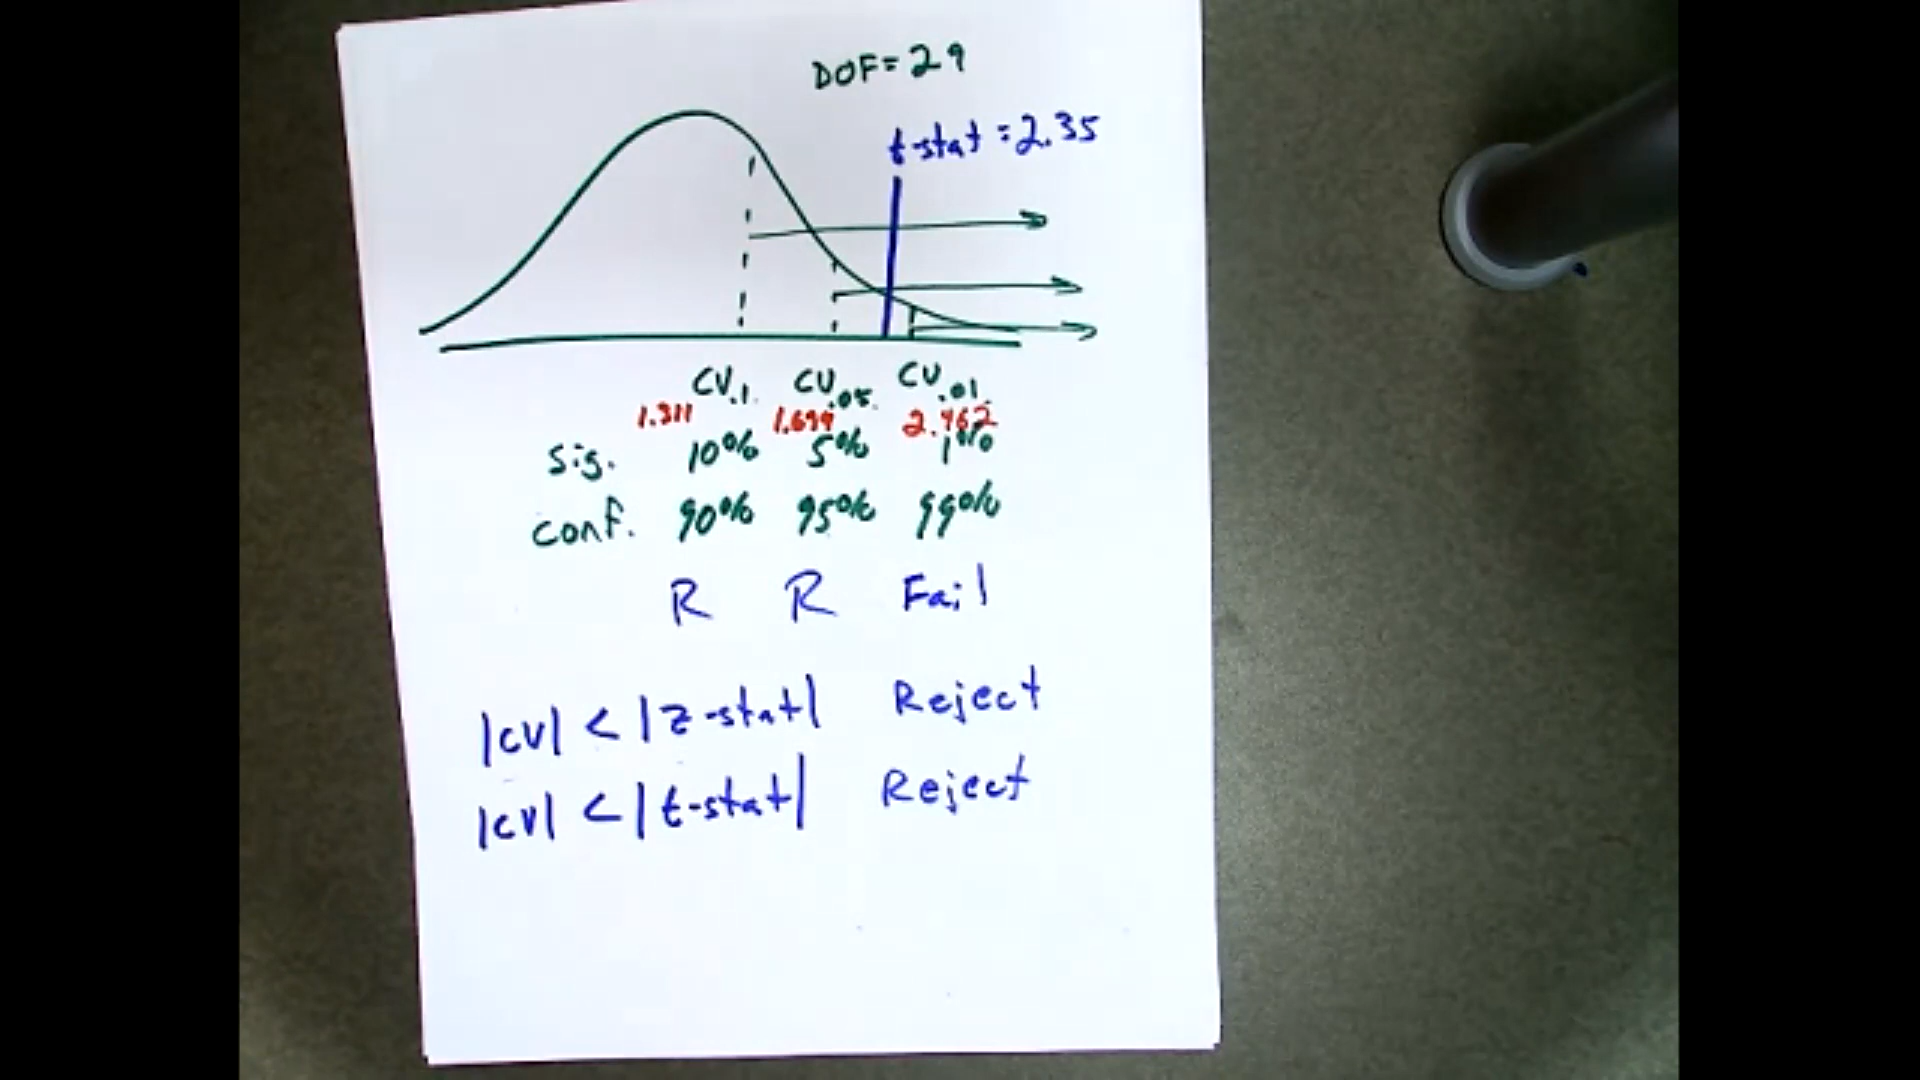 DOF=29
t-stat=2.35
CV.1 CV.05 CV.01
1.311 1.699 2.462
Sig. 10% 5% 1%
Conf. 90% 95% 99%
R R Fail
|CV| < |Z-stat| Reject
|CV| < |t-stat| Reject